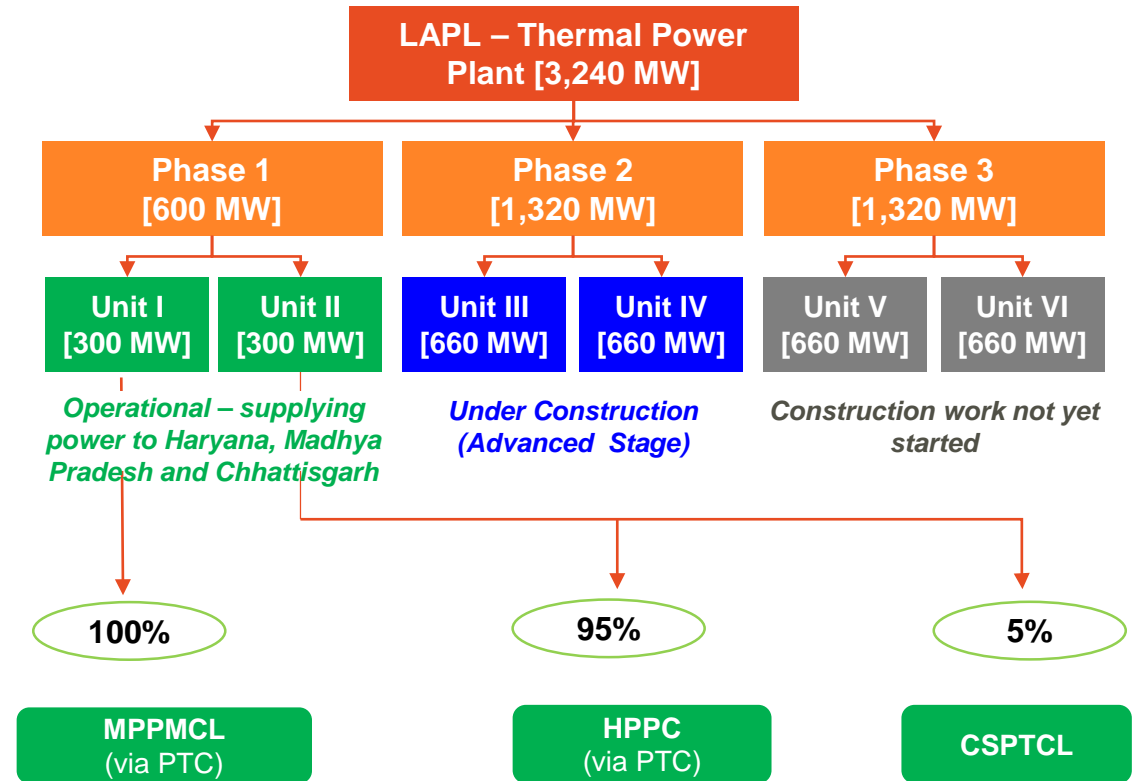 LAPL – Thermal Power
Plant [3,240 MW]
Phase 1
[600 MW]
Phase 2
[1,320 MW]
Phase 3
[1,320 MW]
Unit I
[300 MW]
Unit II
[300 MW]
Unit III
[660 MW]
Unit IV
[660 MW]
Unit V
[660 MW]
Unit VI
[660 MW]
Operational – supplying
power to Haryana, Madhya
Pradesh and Chhattisgarh
Under Construction
(Advanced Stage)
Construction work not yet
started
100%
95%
5%
MPPMCL
(via PTC)
HPPC
(via PTC)
CSPTCL